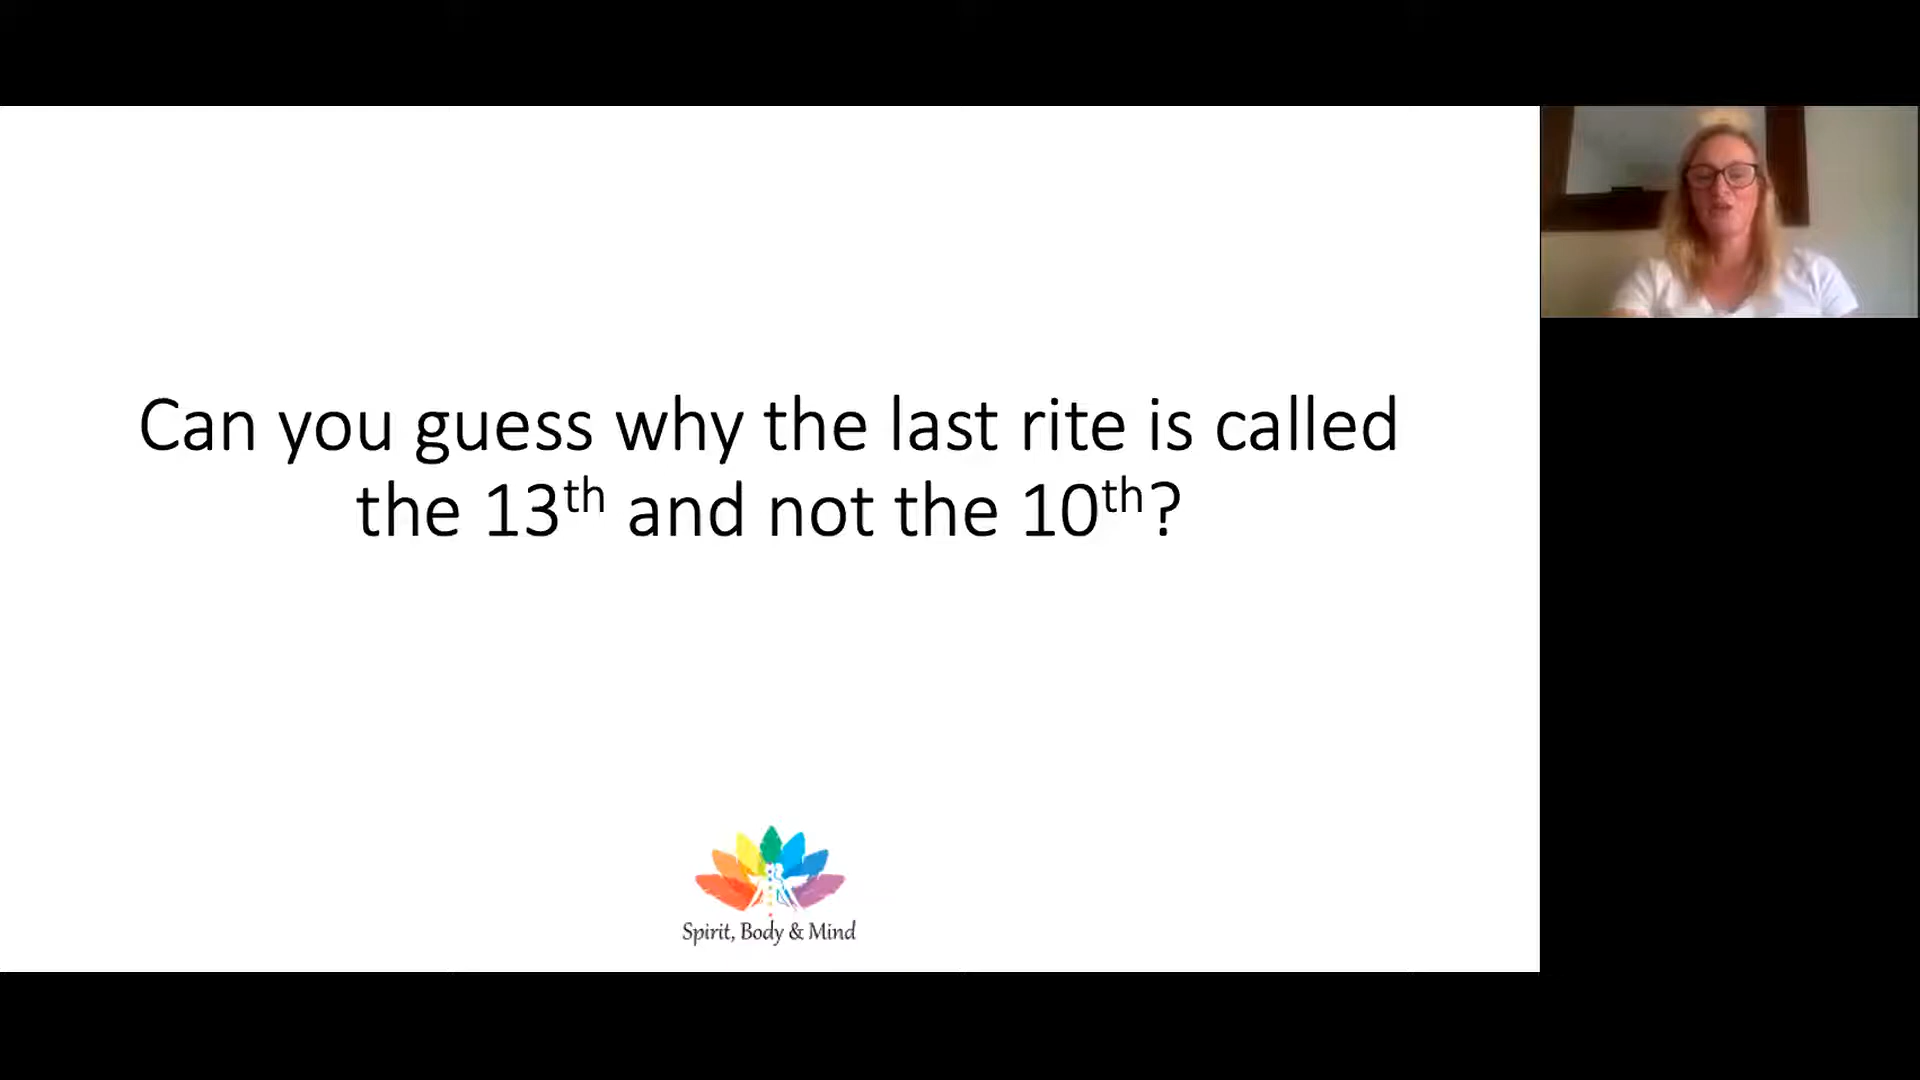 Can you guess why the last rite is called
the 13th and not the 10th?
Spirit, Body & Mind